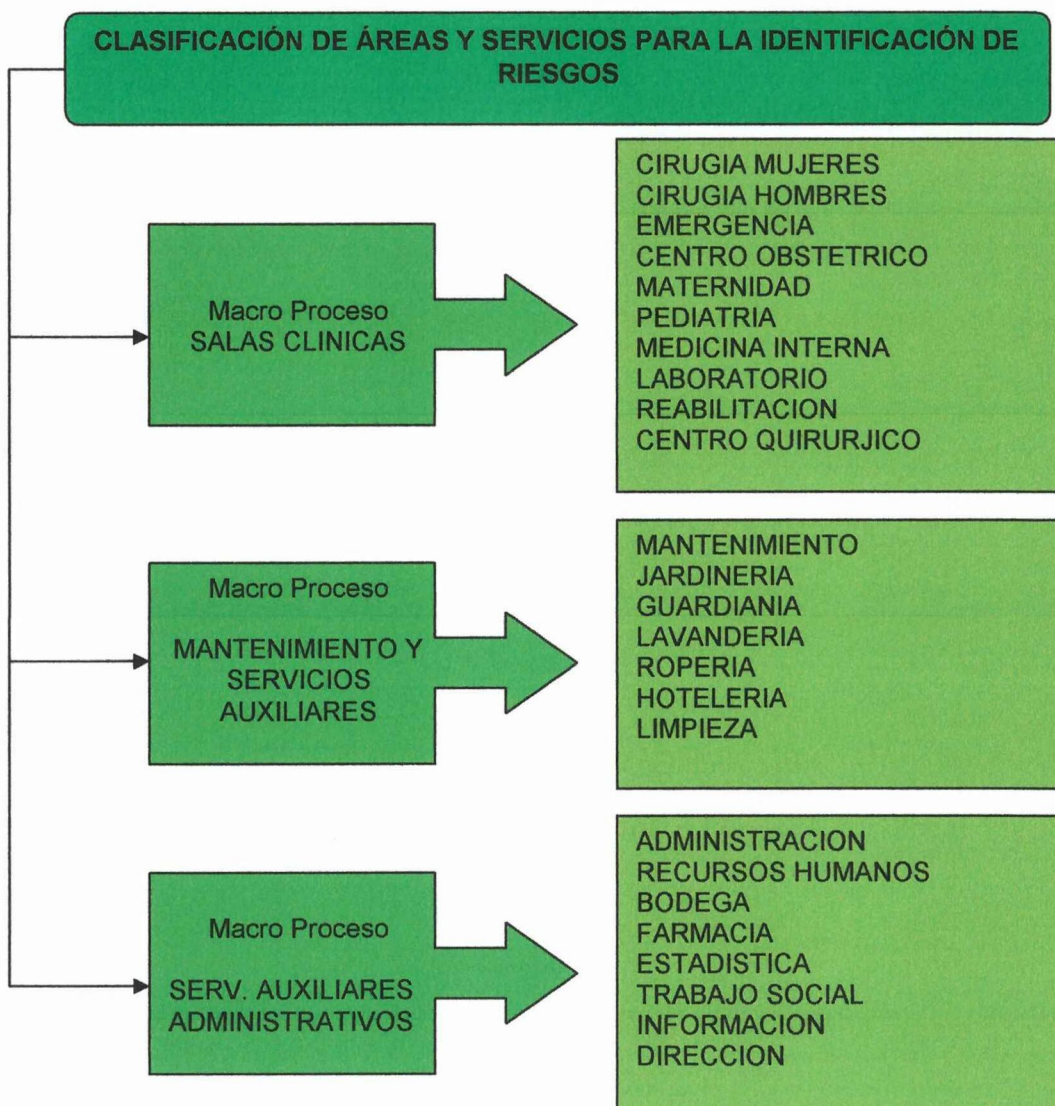 CLASIFICACIÓN DE ÁREAS Y SERVICIOS PARA LA IDENTIFICACIÓN DE
RIESGOS
Macro Proceso
SALAS CLINICAS
CIRUGIA MUJERES
CIRUGIA HOMBRES
EMERGENCIA
CENTRO OBSTETRICO
MATERNIDAD
PEDIATRIA
MEDICINA INTERNA
LABORATORIO
REABILITACION
CENTRO QUIRURJICO
Macro Proceso
MANTENIMIENTO Y
SERVICIOS
AUXILIARES
MANTENIMIENTO
JARDINERIA
GUARDIANIA
LAVANDERIA
ROPERIA
HOTELERIA
LIMPIEZA
Macro Proceso
SERV. AUXILIARES
ADMINISTRATIVOS
ADMINISTRACION
RECURSOS HUMANOS
BODEGA
FARMACIA
ESTADISTICA
TRABAJO SOCIAL
INFORMACION
DIRECCION